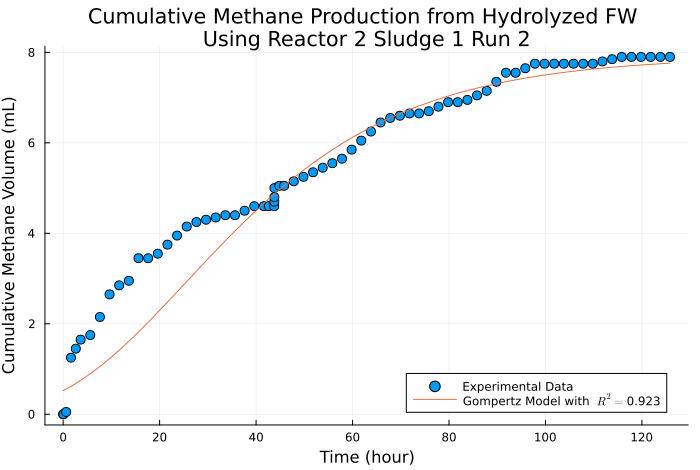 Cumulative Methane Production from Hydrolyzed FW
Using Reactor 2 Sludge 1 Run 2
Cumulative Methane Volume (mL)
8
6
4
2
0
0 20 40 60 80 100 120
Time (hour)
Experimental Data
Gompertz Model with R² = 0.923